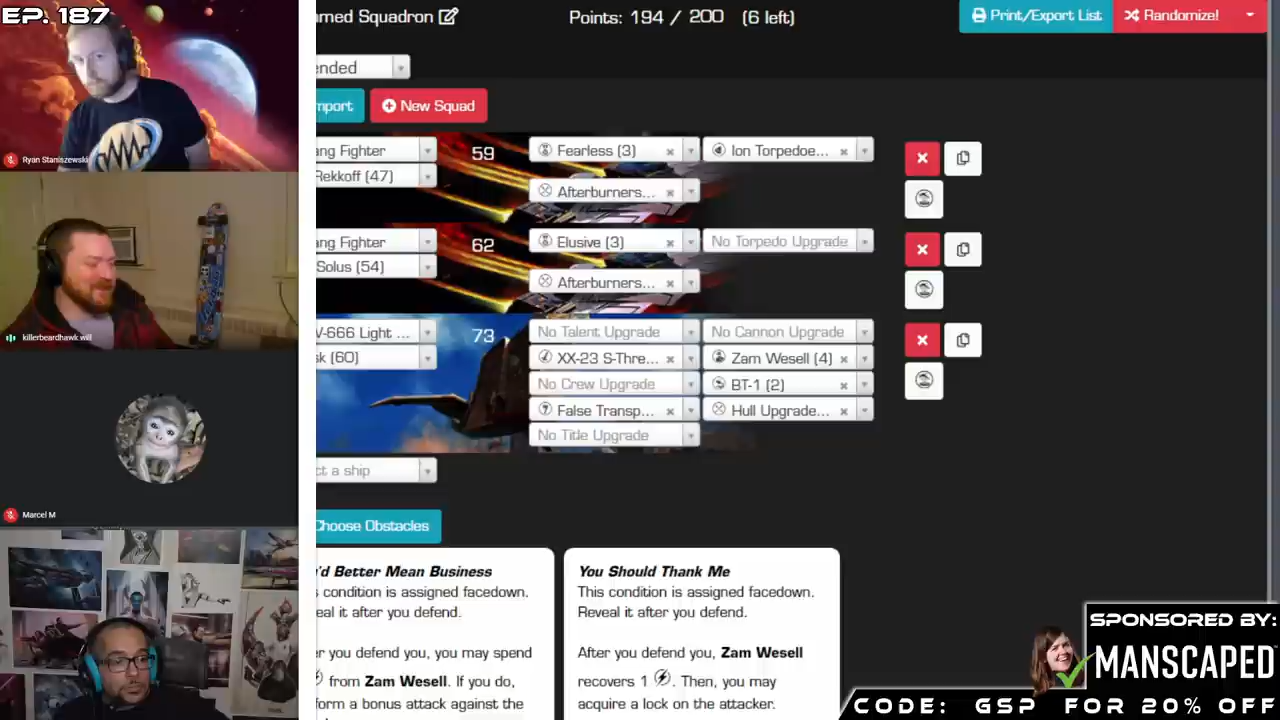 EP. 187
Ryan Staniszewski
killerbeardhawk will
Marcel M
med Squadron
Points: 194 / 200 (6 left)
Print/Export List
Randomize!
ended
mport
New Squad
ang Fighter
59
Fearless (3)
Ion Torpedoe...
Rekkoff (47)
Afterburners...
ang Fighter
62
Elusive (3)
No Torpedo Upgrade
Solus (54)
Afterburners...
V-666 Light ...
73
No Talent Upgrade
No Cannon Upgrade
sk (60)
XX-23 S-Thre...
Zam Wesell (4)
No Crew Upgrade
BT-1 (2)
False Transp...
Hull Upgrade...
No Title Upgrade
ct a ship
Choose Obstacles
'd Better Mean Business
s condition is assigned facedown.
eal it after you defend.
er you defend, you may spend
from Zam Wesell. If you do,
form a bonus attack against the
You Should Thank Me
This condition is assigned facedown.
Reveal it after you defend.
After you defend you, Zam Wesell
recovers 1 . Then, you may
acquire a lock on the attacker.
SPONSORED BY:
MANSCAPED
CODE: GSP FOR 20% OFF